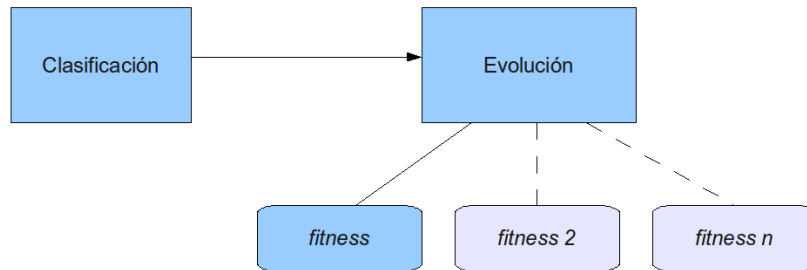 Clasificación
Evolución
fitness
fitness 2
fitness n